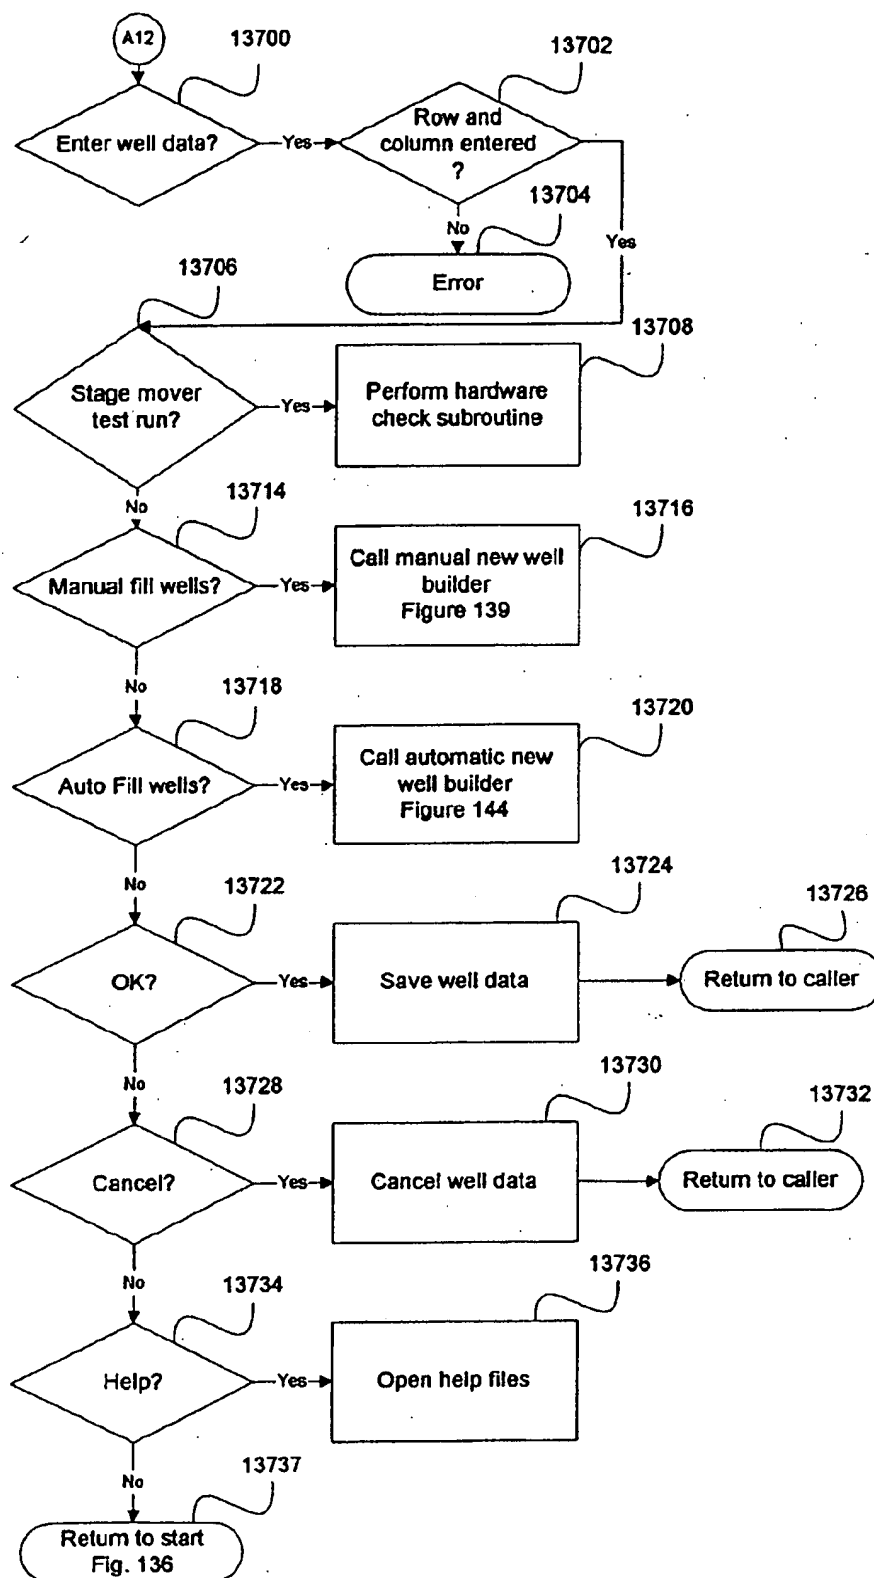 A12
13700
13702
Enter well data?
Yes
Row and
column entered
?
13704
No
Yes
Error
13706
13708
Stage mover
test run?
Yes
Perform hardware
check subroutine
No
13714
13716
Manual fill wells?
Yes
Call manual new well
builder
Figure 139
No
13718
13720
Auto Fill wells?
Yes
Call automatic new
well builder
Figure 144
No
13722
13724
13726
OK?
Yes
Save well data
Return to caller
No
13728
13730
13732
Cancel?
Yes
Cancel well data
Return to caller
No
13734
13736
Help?
Yes
Open help files
No
13737
Return to start
Fig. 136